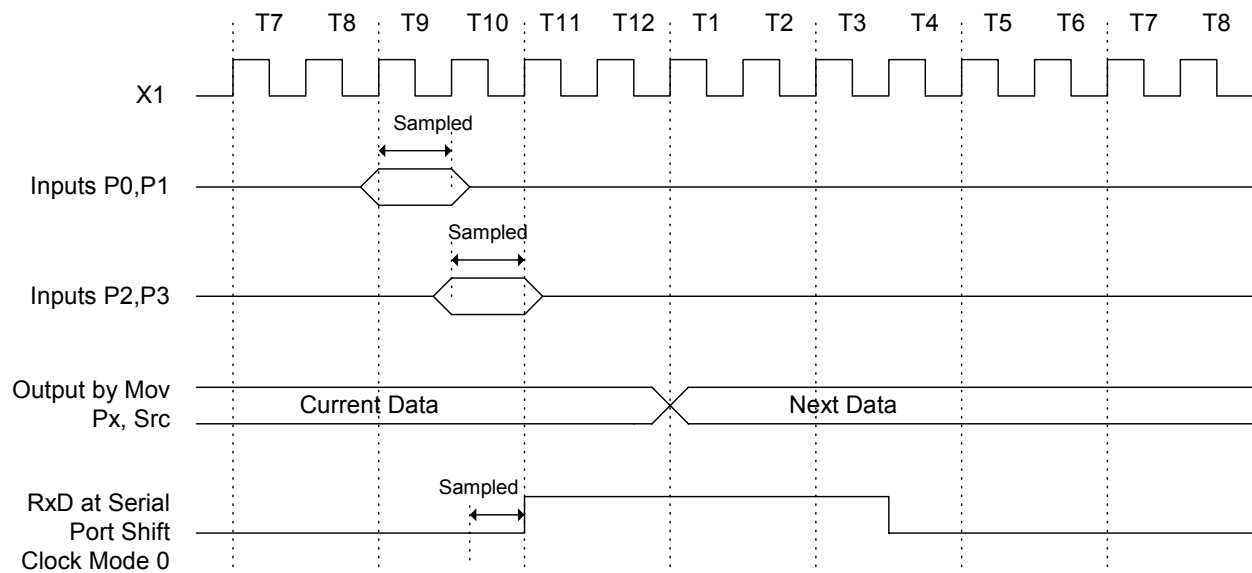 T7 T8 T9 T10 T11 T12 T1 T2 T3 T4 T5 T6 T7 T8
X1
Sampled
Inputs P0,P1
Sampled
Inputs P2,P3
Output by Mov
Px, Src
Current Data
Next Data
Sampled
RxD at Serial
Port Shift
Clock Mode 0